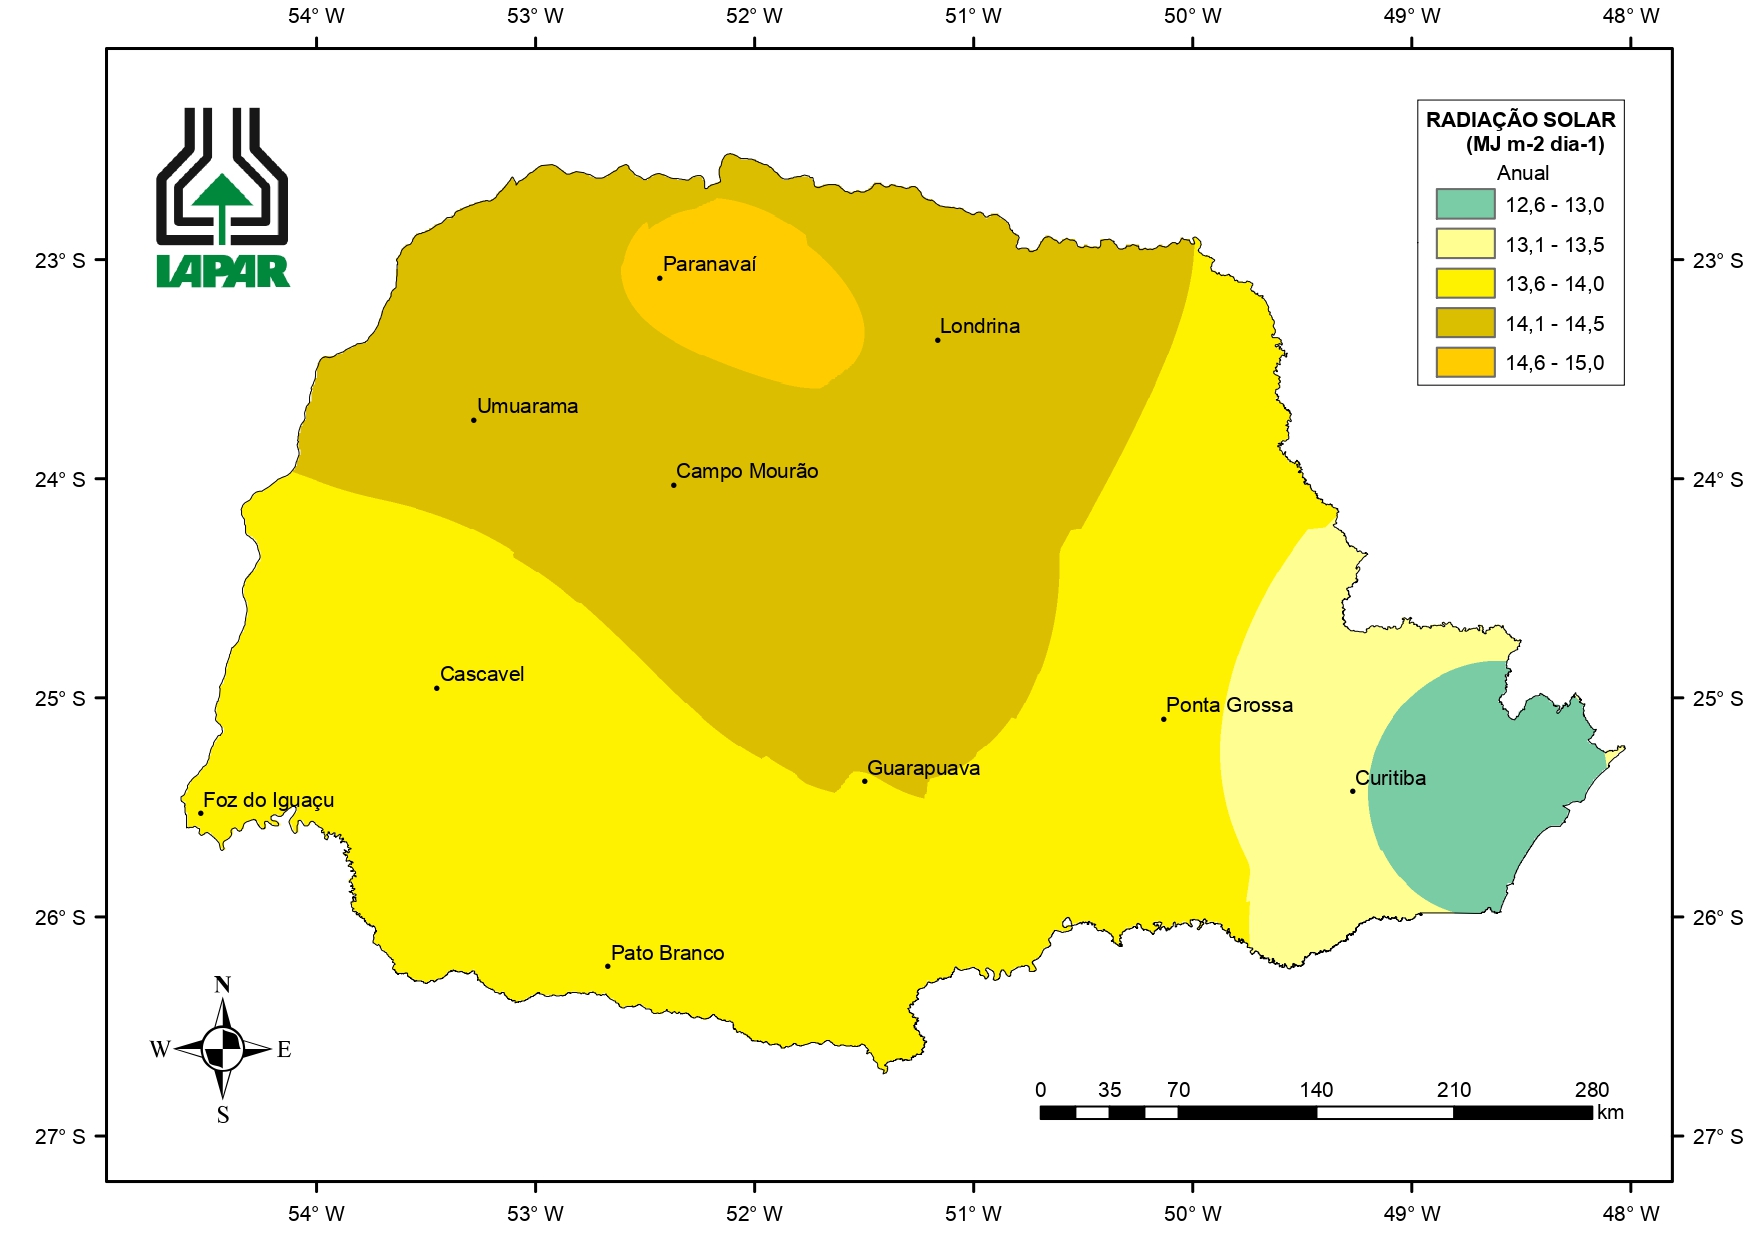 54° W 53° W 52° W 51° W 50° W 49° W 48° W
RADIAÇÃO SOLAR
(MJ m-2 dia-1)
Anual
12,6 - 13,0
13,1 - 13,5
13,6 - 14,0
14,1 - 14,5
14,6 - 15,0
IAPAR
23° S 23° S
Paranavaí
Londrina
Umuarama
Campo Mourão
24° S 24° S
Cascavel
25° S 25° S
Ponta Grossa
Guarapuava
Curitiba
Foz do Iguaçu
26° S 26° S
Pato Branco
N
W E
S
0 35 70 140 210 280
km
27° S 27° S
54° W 53° W 52° W 51° W 50° W 49° W 48° W